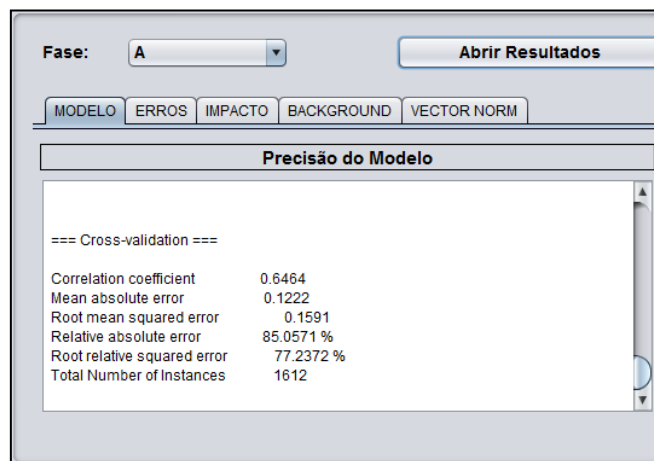 Fase: A Abrir Resultados
MODELO ERROS IMPACTO BACKGROUND VECTOR NORM
Precisão do Modelo
=== Cross-validation ===
Correlation coefficient 0.6464
Mean absolute error 0.1222
Root mean squared error 0.1591
Relative absolute error 85.0571 %
Root relative squared error 77.2372 %
Total Number of Instances 1612